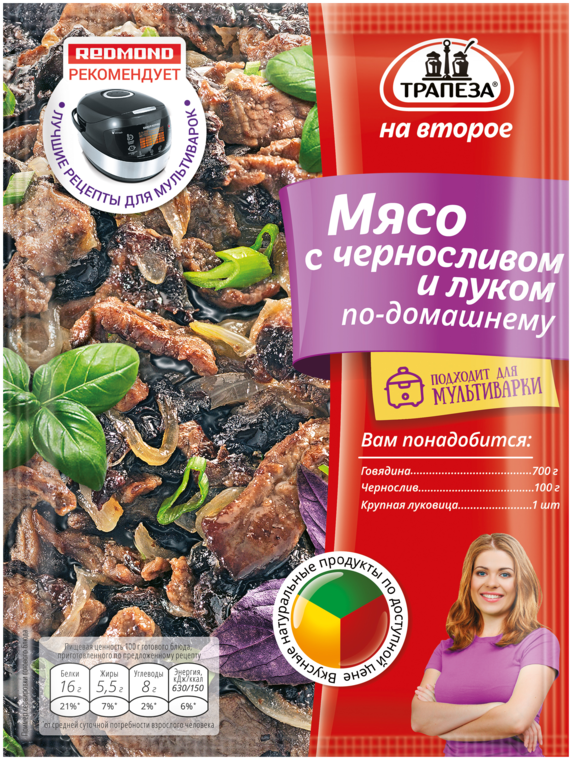 REDMOND
РЕКОМЕНДУЕТ
• ЛУЧШИЕ РЕЦЕПТЫ ДЛЯ МУЛЬТИВАРОК •
ТРАПЕЗА®
на второе
Мясо
с черносливом
и луком
по-домашнему
ПОДХОДИТ ДЛЯ
МУЛЬТИВАРКИ
Вам понадобится:
Говядина..............................700 г
Чернослив............................100 г
Крупная луковица..................1 шт
Вкусные натуральные продукты по доступной цене
Пищевая ценность 100 г готового блюда,
приготовленного по предложенному рецепту
Белки
16 г
21%*
Жиры
5,5 г
7%*
Углеводы
8 г
2%*
Энергия,
кДж/ккал
630/150
6%*
*от средней суточной потребности взрослого человека